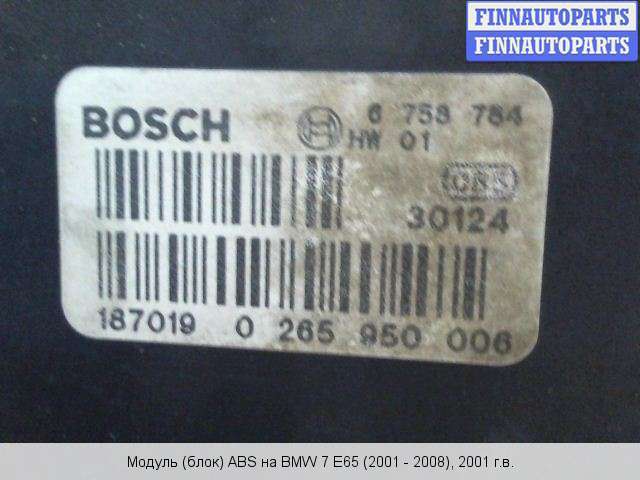 FINNAUTOPARTS
FINNAUTOPARTS
BOSCH
6 758 784
HW 01
30124
187019 0 265 950 006
Модуль (блок) ABS на BMW 7 E65 (2001 - 2008), 2001 г.в.